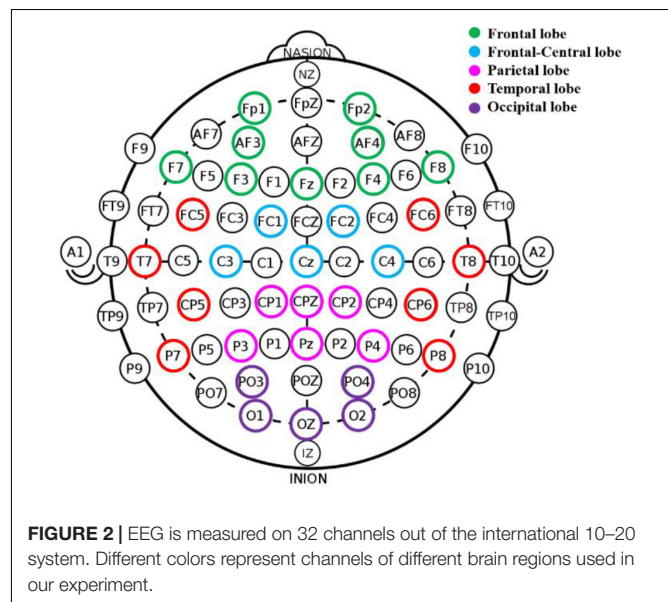 Frontal lobe
Frontal-Central lobe
Parietal lobe
Temporal lobe
Occipital lobe
NASION
NZ
Fp1 FpZ Fp2
AF7 AF3 AFZ AF4 AF8
F9 F7 F5 F3 F1 Fz F2 F4 F6 F8 F10
FT9 FT7 FC5 FC3 FC1 FCZ FC2 FC4 FC6 FT8 FT10
A1 T9 T7 C5 C3 C1 Cz C2 C4 C6 T8 T10 A2
TP9 TP7 CP5 CP3 CP1 CPZ CP2 CP4 CP6 TP8 TP10
P9 P7 P5 P3 P1 Pz P2 P4 P6 P8 P10
PO7 PO3 POZ PO4 PO8
O1 OZ O2
IZ
INION
FIGURE 2 | EEG is measured on 32 channels out of the international 10–20
system. Different colors represent channels of different brain regions used in
our experiment.